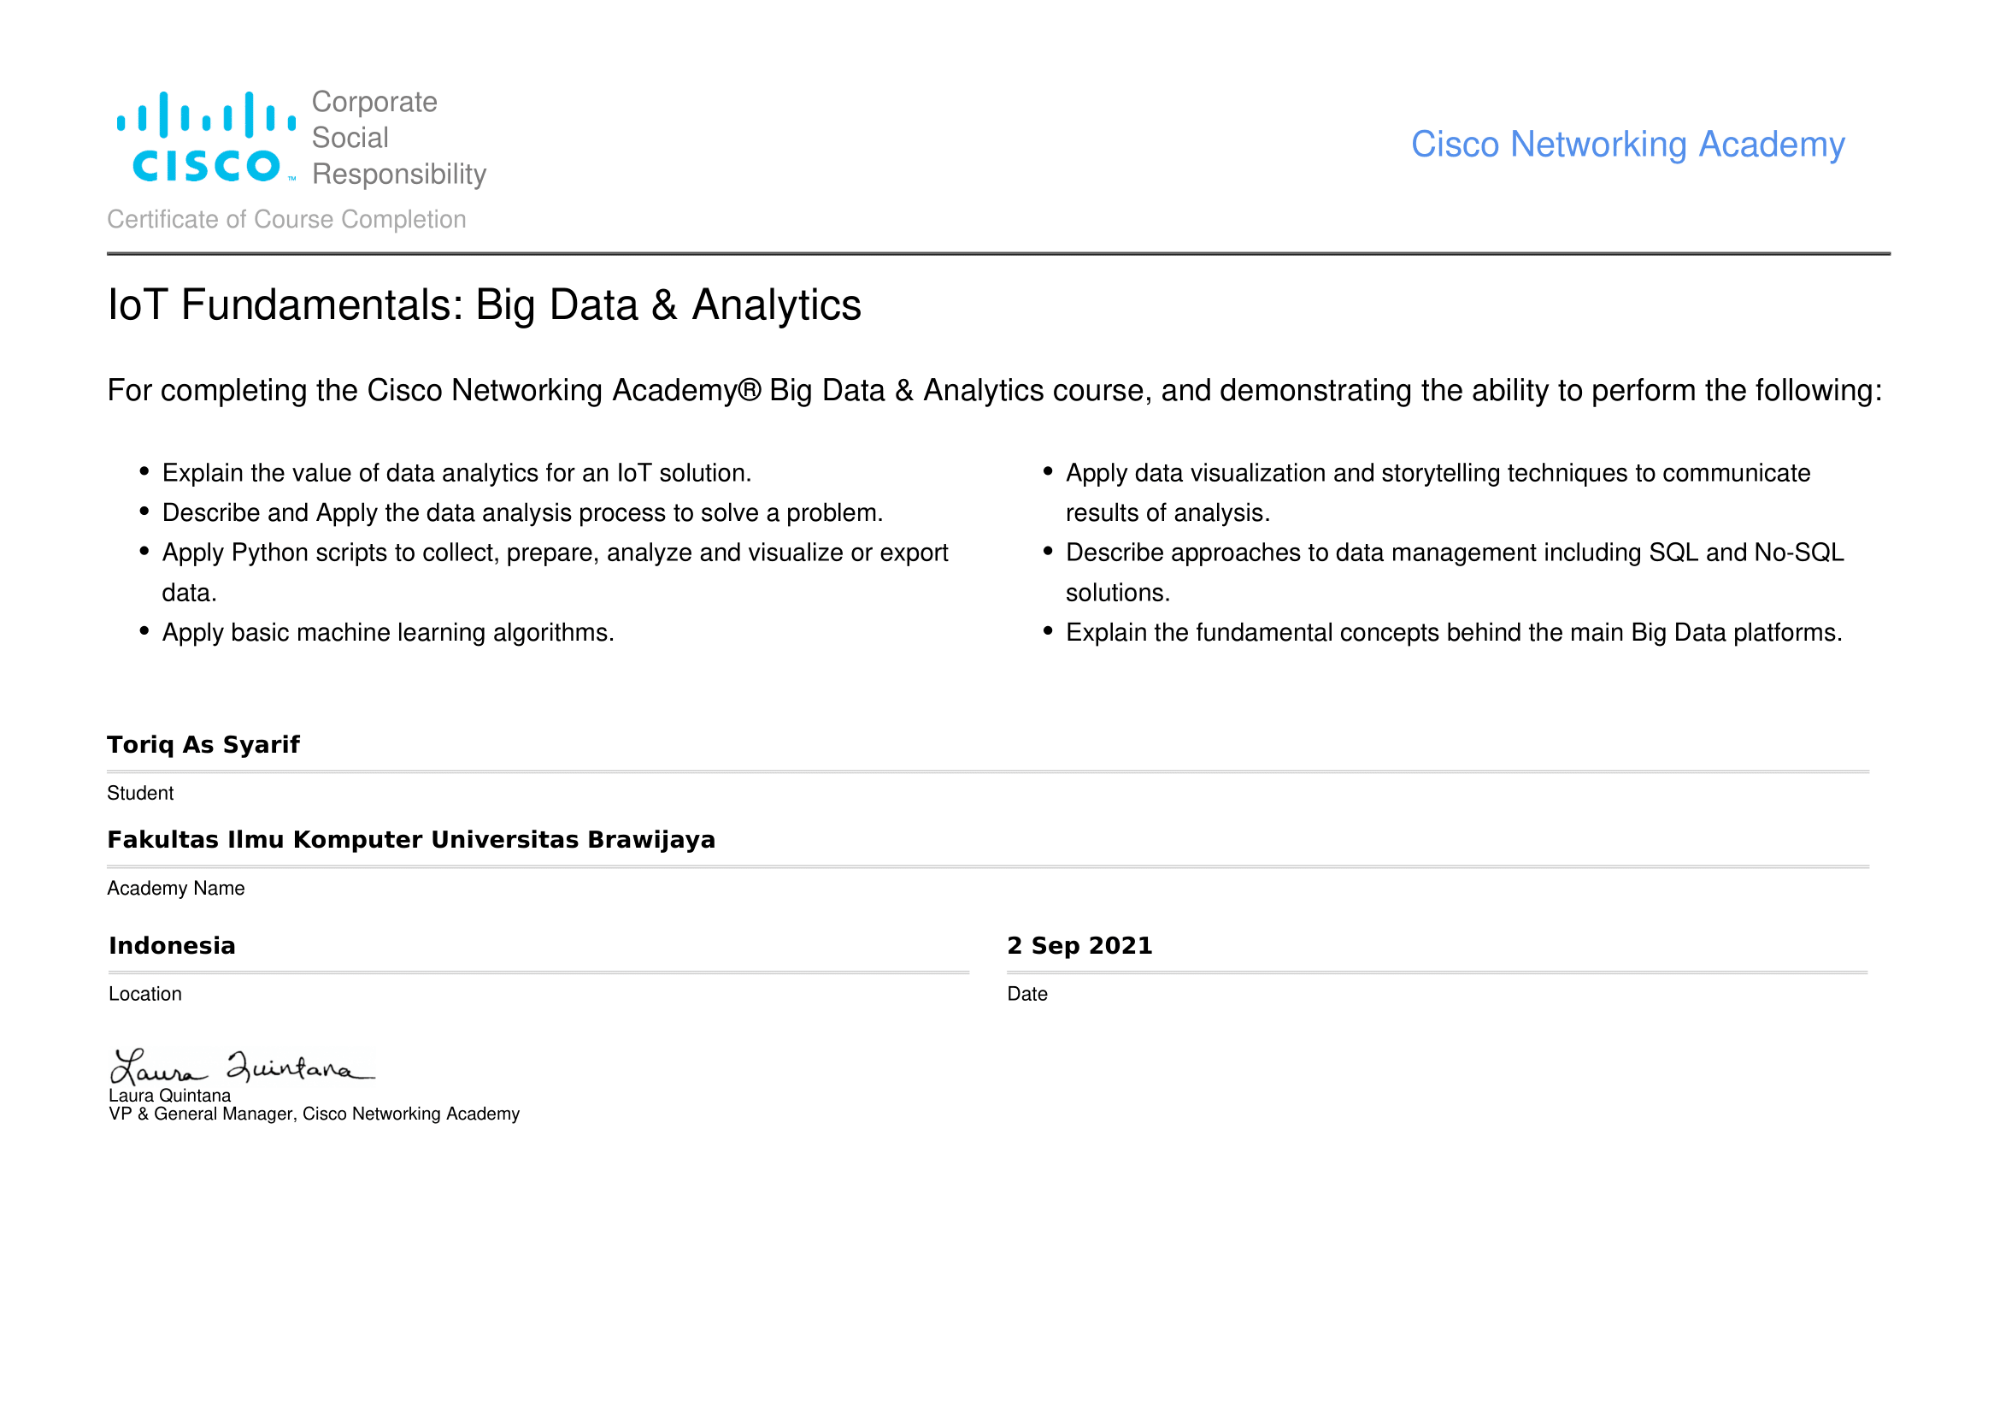 Corporate
Social
Responsibility
CISCO™
Cisco Networking Academy
Certificate of Course Completion
IoT Fundamentals: Big Data & Analytics
For completing the Cisco Networking Academy® Big Data & Analytics course, and demonstrating the ability to perform the following:
• Explain the value of data analytics for an IoT solution.
• Describe and Apply the data analysis process to solve a problem.
• Apply Python scripts to collect, prepare, analyze and visualize or export
data.
• Apply basic machine learning algorithms.
• Apply data visualization and storytelling techniques to communicate
results of analysis.
• Describe approaches to data management including SQL and No-SQL
solutions.
• Explain the fundamental concepts behind the main Big Data platforms.
Toriq As Syarif
Student
Fakultas Ilmu Komputer Universitas Brawijaya
Academy Name
Indonesia
Location
2 Sep 2021
Date
Laura Quintana
Laura Quintana
VP & General Manager, Cisco Networking Academy